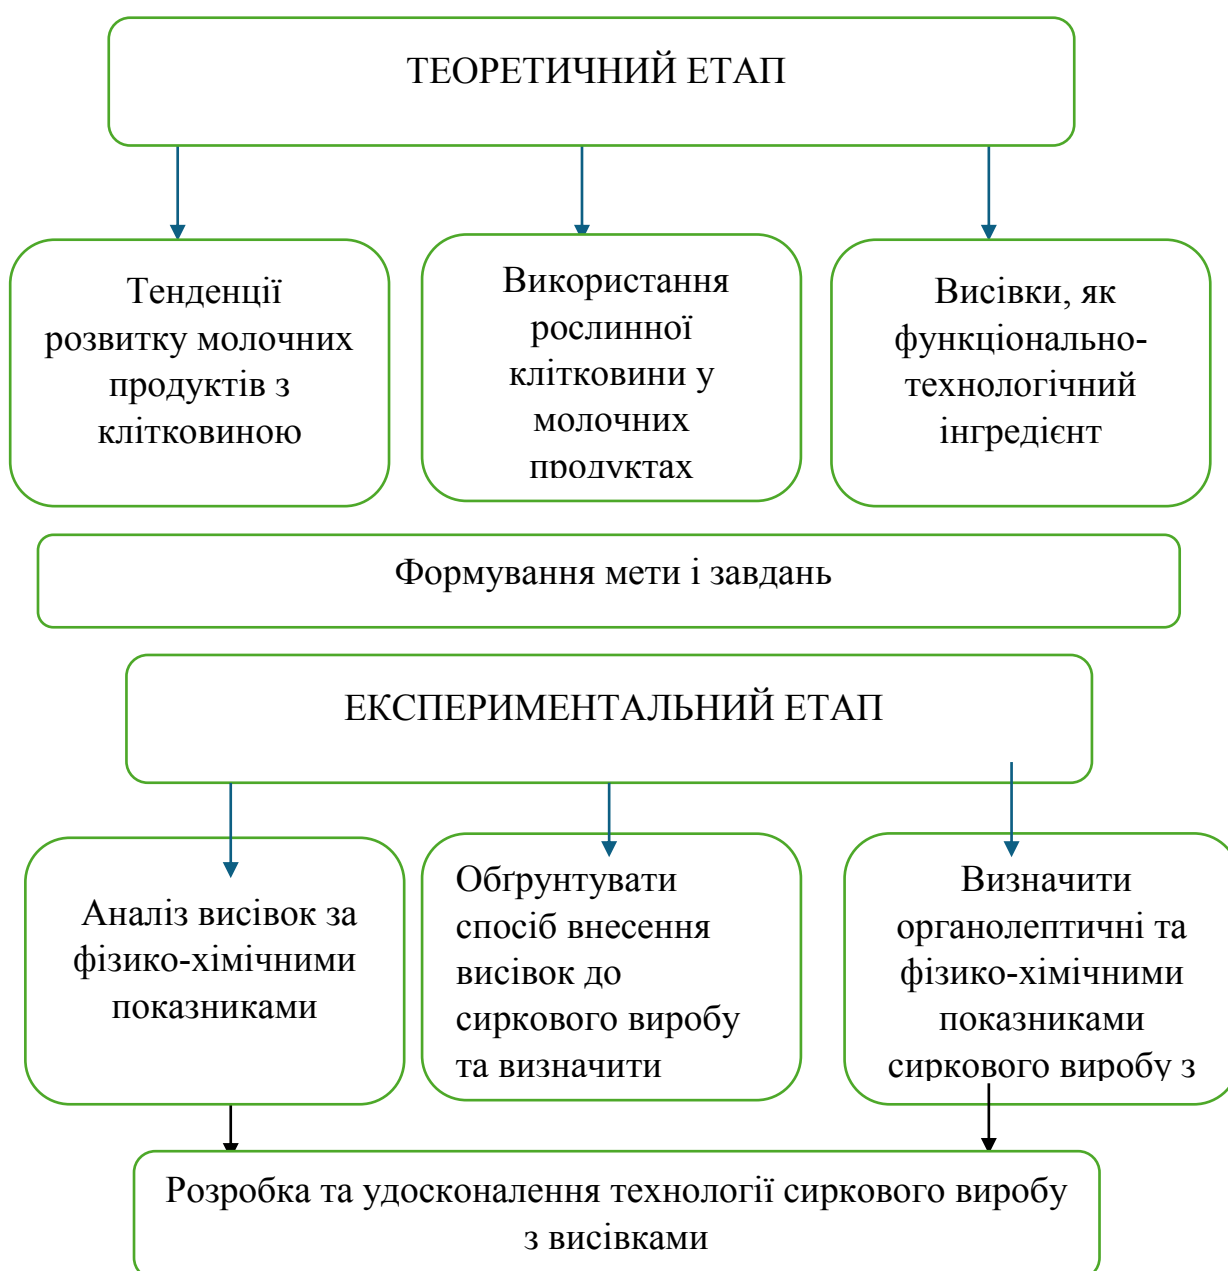 ТЕОРЕТИЧНИЙ ЕТАП
Тенденції
розвитку молочних
продуктів з
клітковиною
Використання
рослинної
клітковини у
молочних
продуктах
Висівки, як
функціонально-
технологічний
інгредієнт
Формування мети і завдань
ЕКСПЕРИМЕНТАЛЬНИЙ ЕТАП
Аналіз висівок за
фізико-хімічними
показниками
Обґрунтувати
спосіб внесення
висівок до
сиркового виробу
та визначити
Визначити
органолептичні та
фізико-хімічними
показниками
сиркового виробу з
Розробка та удосконалення технології сиркового виробу
з висівками